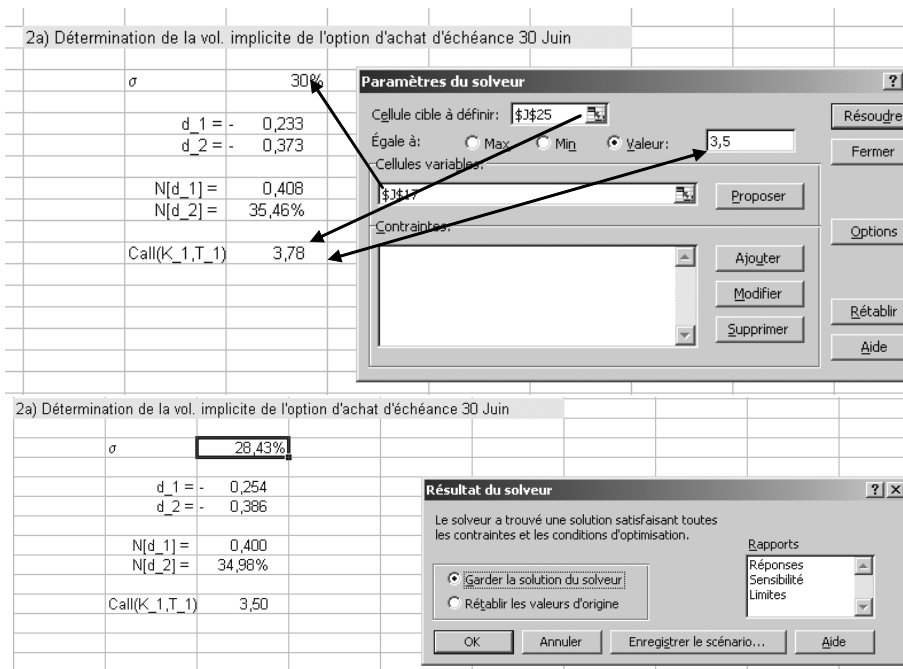 2a) Détermination de la vol. implicite de l'option d'achat d'échéance 30 Juin
σ 30%
d_1 = - 0,233
d_2 = - 0,373
N[d_1] = 0,408
N[d_2] = 35,46%
Call(K_1,T_1) 3,78
Paramètres du solveur ?
Cellule cible à définir: $J$25 Résoudre
Égale à: Max Min Valeur: 3,5 Fermer
Cellules variables:
$J$17 Proposer
Contraintes: Options
Ajouter
Modifier
Supprimer Rétablir
Aide
2a) Détermination de la vol. implicite de l'option d'achat d'échéance 30 Juin
σ 28,43%
d_1 = - 0,254
d_2 = - 0,386
N[d_1] = 0,400
N[d_2] = 34,98%
Call(K_1,T_1) 3,50
Résultat du solveur ? ×
Le solveur a trouvé une solution satisfaisant toutes
les contraintes et les conditions d'optimisation.
Rapports
Garder la solution du solveur
Rétablir les valeurs d'origine
Réponses
Sensibilité
Limites
OK Annuler Enregistrer le scénario... Aide